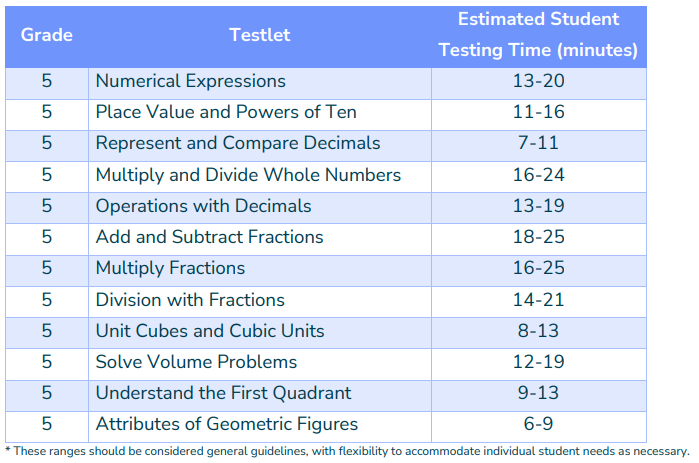 Grade Testlet Estimated Student Testing Time (minutes)
5 Numerical Expressions 13-20
5 Place Value and Powers of Ten 11-16
5 Represent and Compare Decimals 7-11
5 Multiply and Divide Whole Numbers 16-24
5 Operations with Decimals 13-19
5 Add and Subtract Fractions 18-25
5 Multiply Fractions 16-25
5 Division with Fractions 14-21
5 Unit Cubes and Cubic Units 8-13
5 Solve Volume Problems 12-19
5 Understand the First Quadrant 9-13
5 Attributes of Geometric Figures 6-9
* These ranges should be considered general guidelines, with flexibility to accommodate individual student needs as necessary.